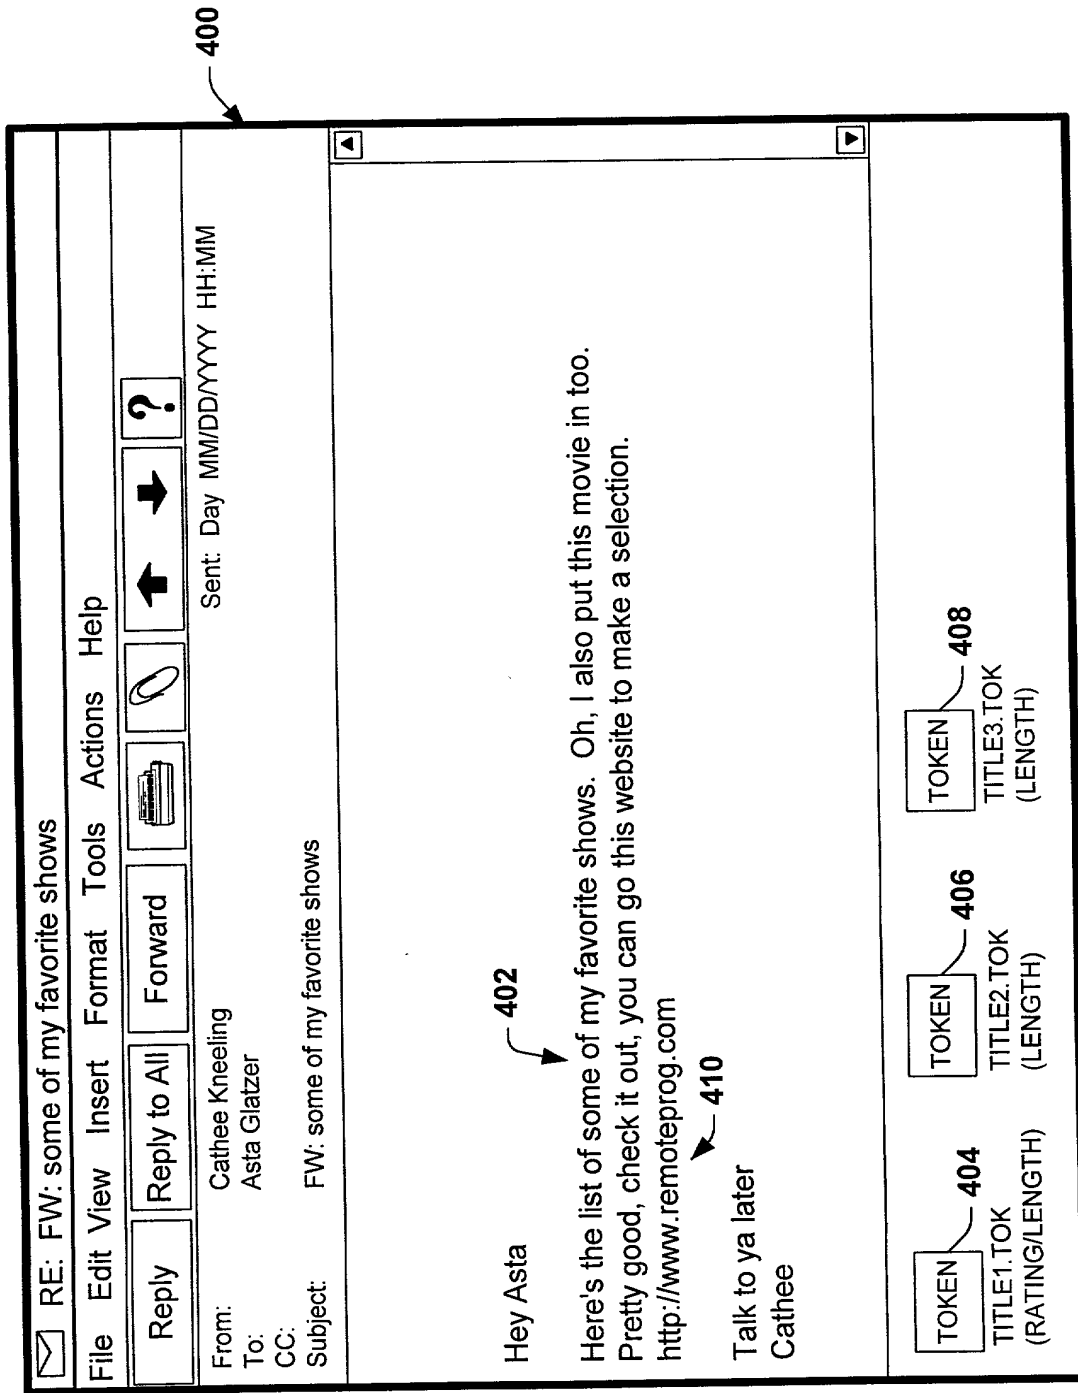 400
RE: FW: some of my favorite shows
File Edit View Insert Format Tools Actions Help
Reply Reply to All Forward ?
From: Cathee Kneeling Sent: Day MM/DD/YYYY HH:MM
To: Asta Glatzer
CC:
Subject: FW: some of my favorite shows
402
Hey Asta
Here's the list of some of my favorite shows. Oh, I also put this movie in too.
Pretty good, check it out, you can go this website to make a selection.
http://www.remoteprog.com
410
Talk to ya later
Cathee
TOKEN 404 TOKEN 406 TOKEN 408
TITLE1.TOK TITLE2.TOK TITLE3.TOK
(RATING/LENGTH) (LENGTH) (LENGTH)